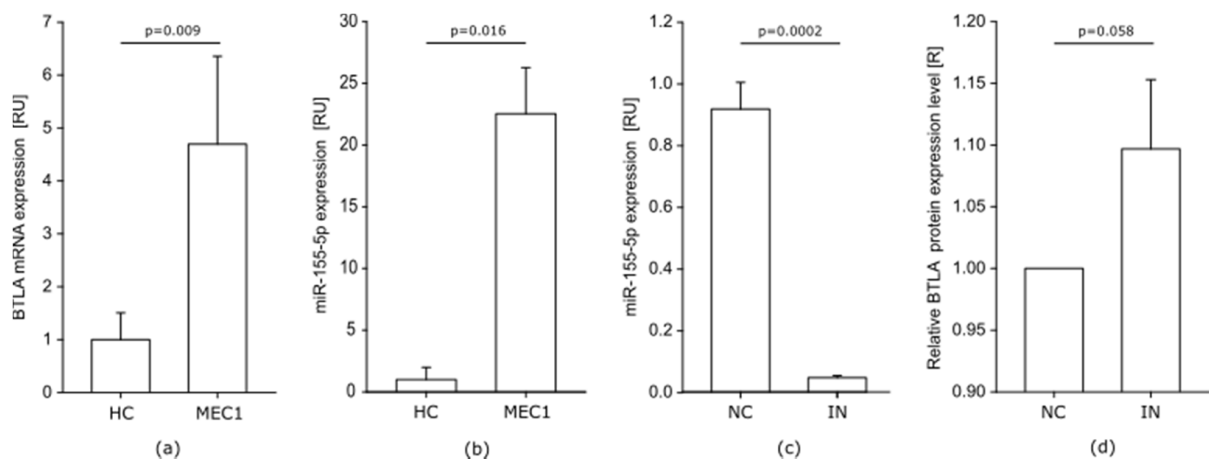 BTLA mRNA expression [RU]
7
6
5
4
3
2
1
0
p=0.009
HC
MEC1
(a)
miR-155-5p expression [RU]
30
25
20
15
10
5
0
p=0.016
HC
MEC1
(b)
miR-155-5p expression [RU]
1.2
1.0
0.8
0.6
0.4
0.2
0.0
p=0.0002
NC
IN
(c)
Relative BTLA protein expression level [R]
1.20
1.15
1.10
1.05
1.00
0.95
0.90
p=0.058
NC
IN
(d)